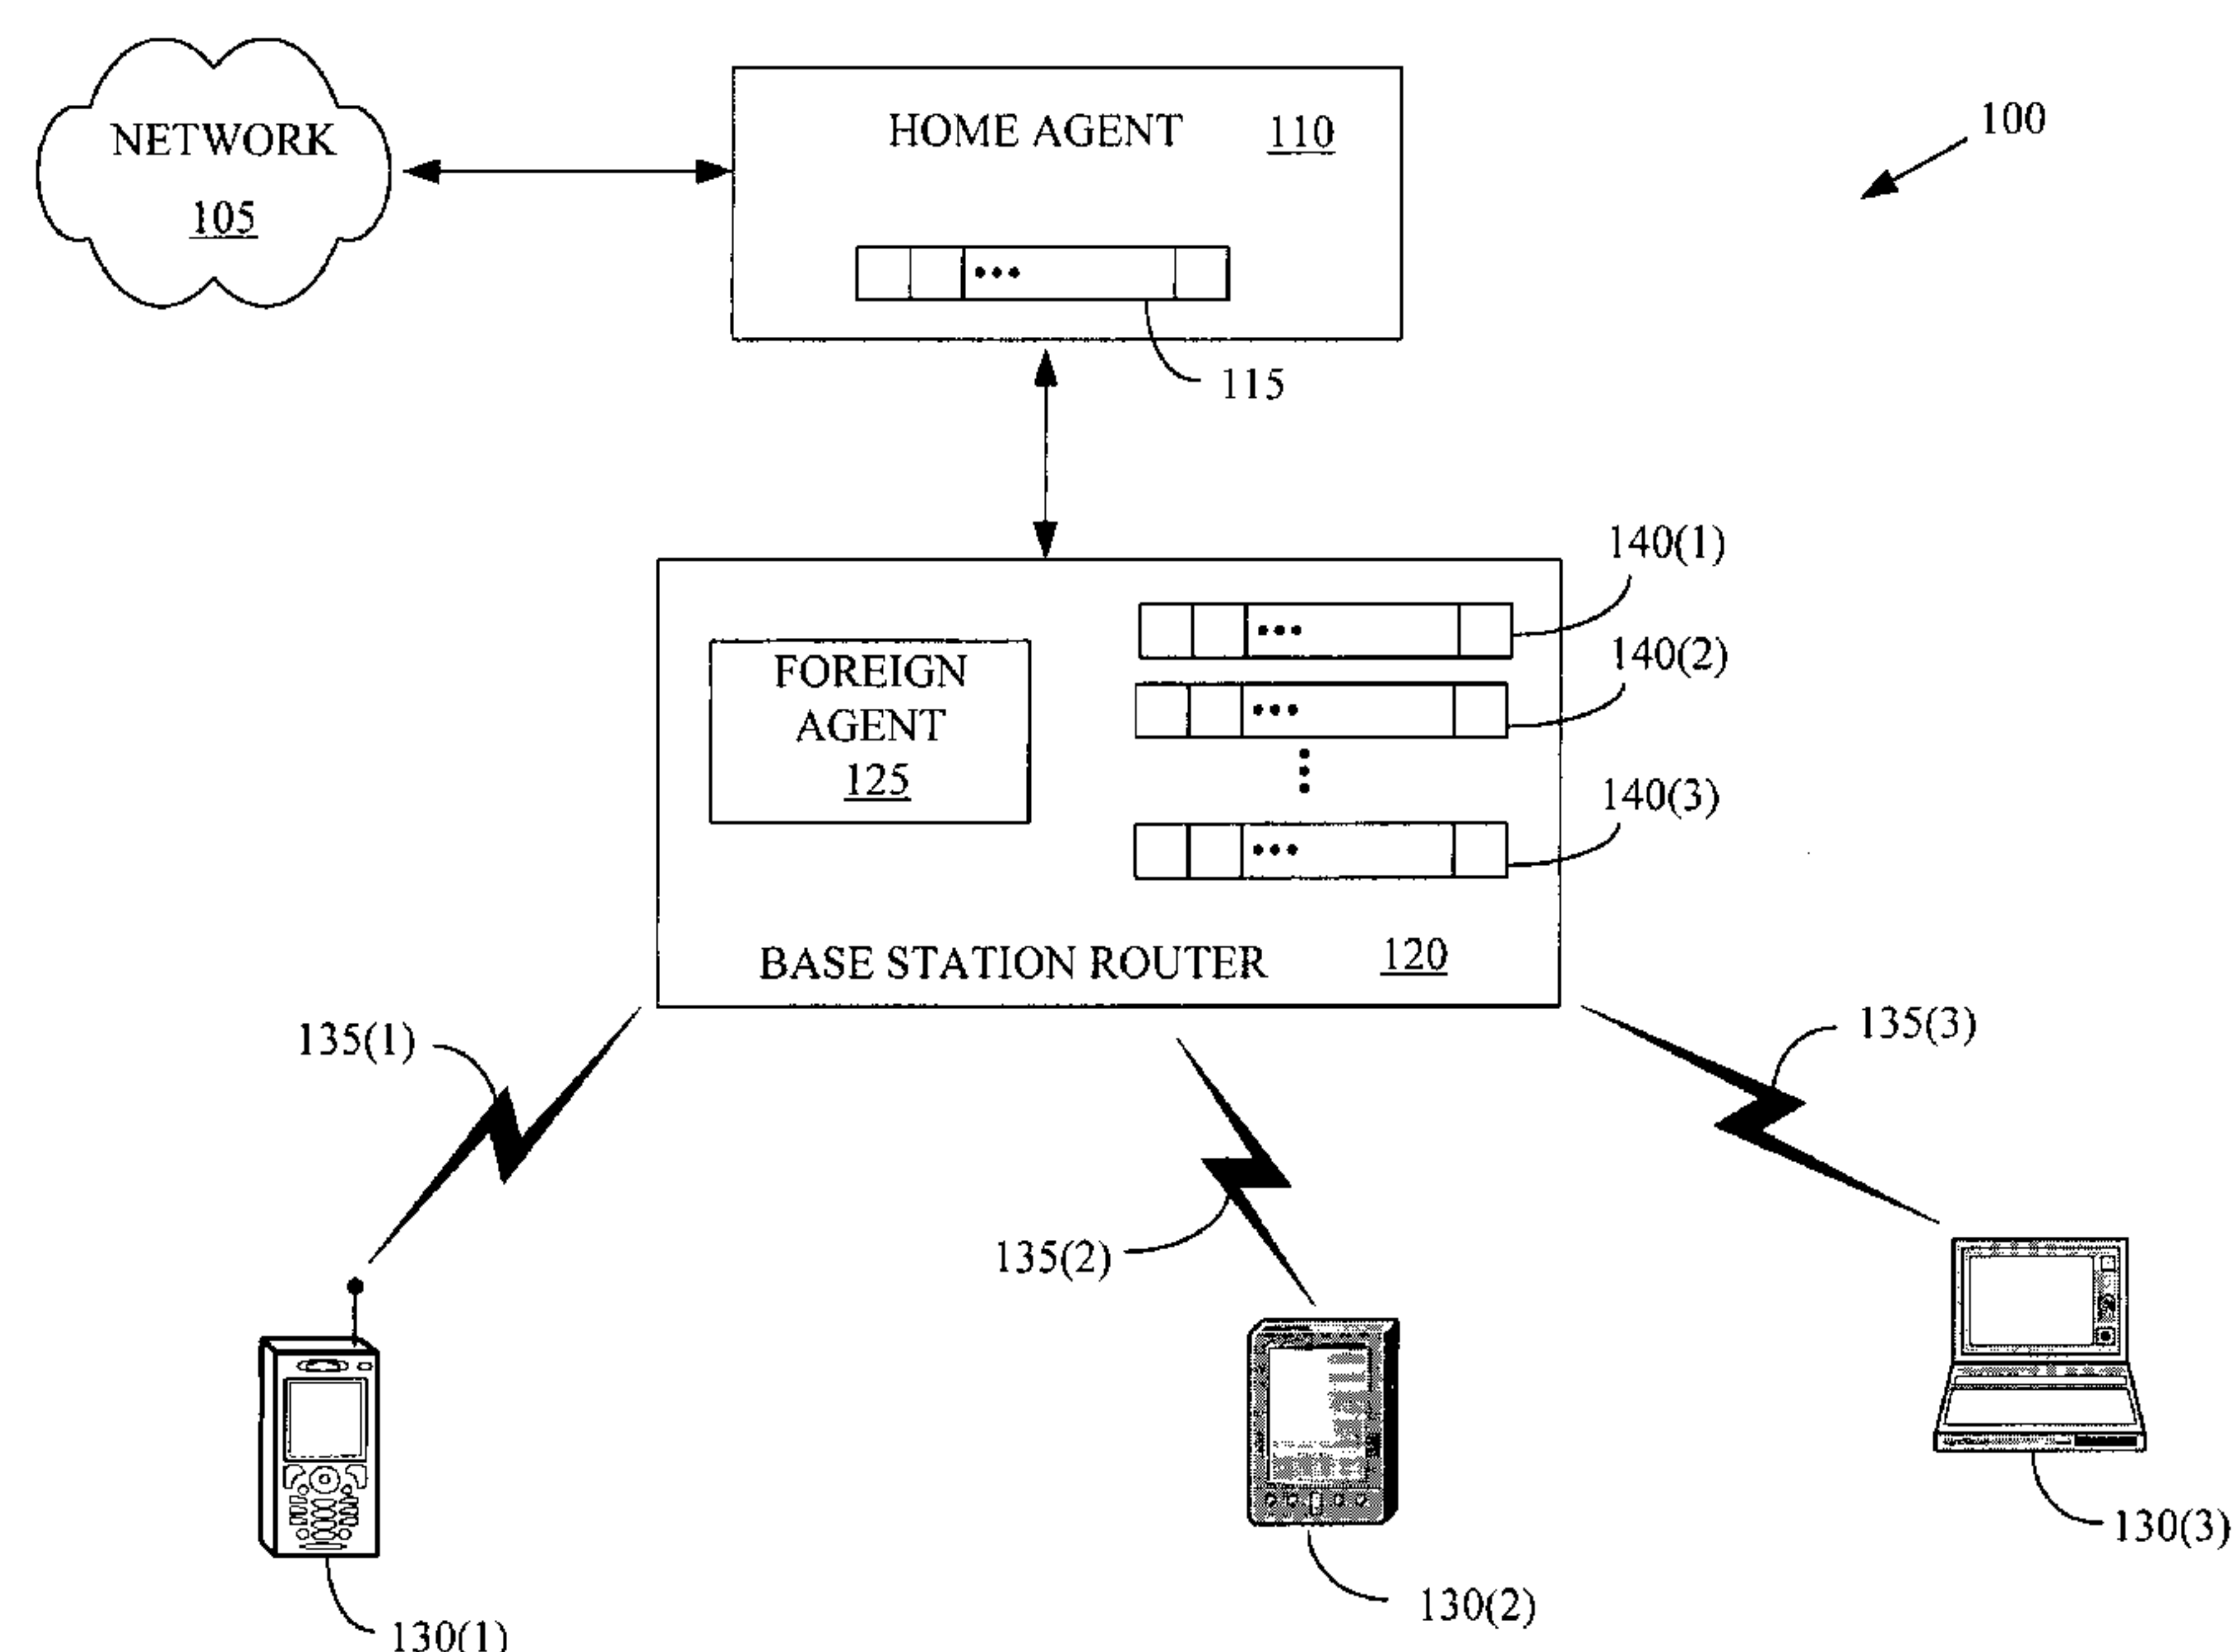 NETWORK
105
HOME AGENT 110
100
115
140(1)
FOREIGN
AGENT
125
140(2)
140(3)
BASE STATION ROUTER 120
135(1)
135(2)
135(3)
130(1)
130(2)
130(3)